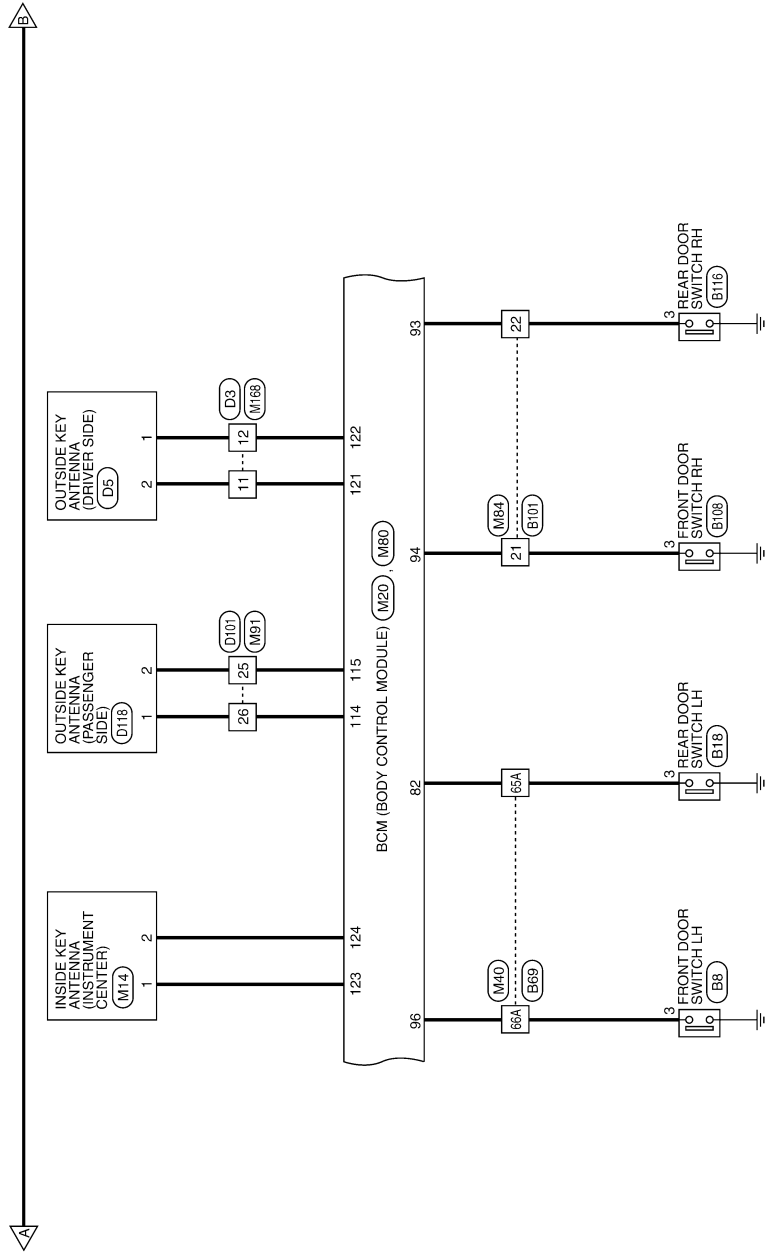 A
B
INSIDE KEY
ANTENNA
(INSTRUMENT
CENTER)
M14
1
2
OUTSIDE KEY
ANTENNA
(PASSENGER
SIDE)
D118
1
2
OUTSIDE KEY
ANTENNA
(DRIVER SIDE)
D5
2
1
26
25
D101
M91
11
12
D3
M168
123
124
114
115
121
122
BCM (BODY CONTROL MODULE) M20 , M80
96
82
94
93
66A
M40
B69
65A
21
M84
B101
22
3
FRONT DOOR
SWITCH LH
B8
3
REAR DOOR
SWITCH LH
B18
3
FRONT DOOR
SWITCH RH
B108
3
REAR DOOR
SWITCH RH
B116